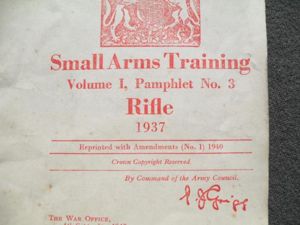 Small Arms Training
Volume I, Pamphlet No. 3
Rifle
1937
Reprinted with Amendments (No. 1) 1940
Crown Copyright Reserved
By Command of the Army Council,
THE WAR OFFICE,